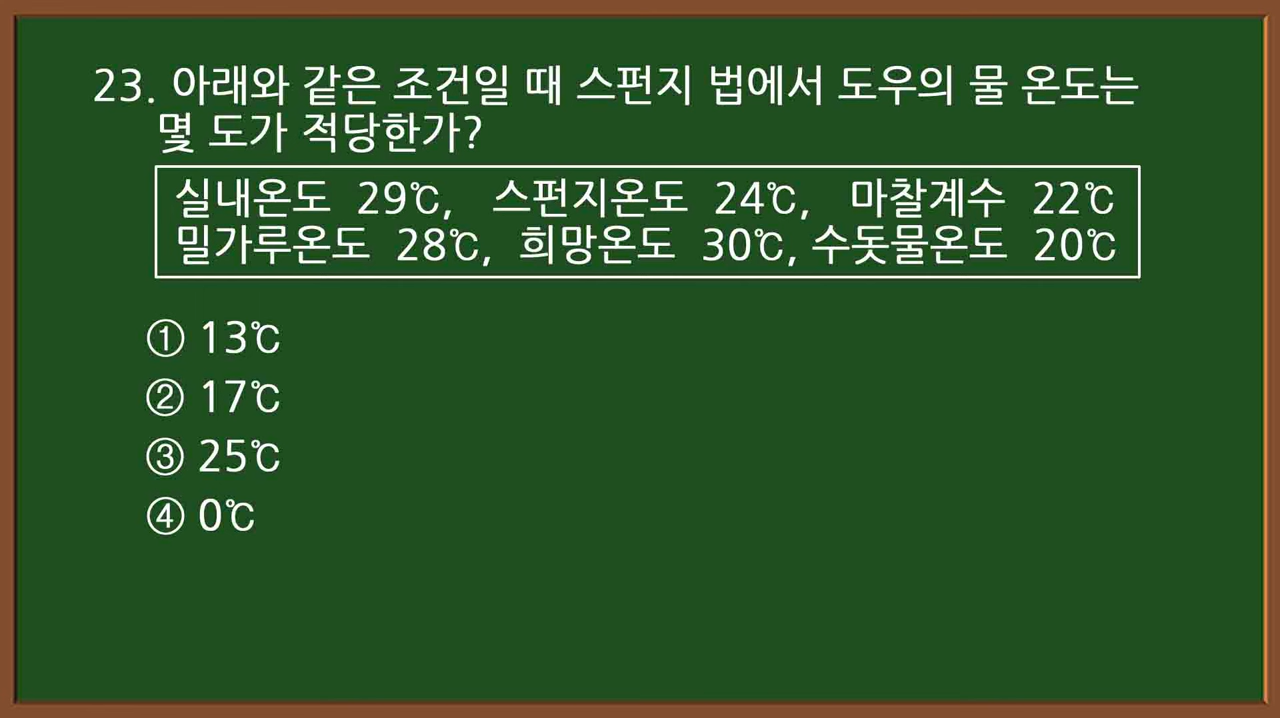 23. 아래와 같은 조건일 때 스펀지 법에서 도우의 물 온도는
몇 도가 적당한가?
실내온도 29℃, 스펀지온도 24℃, 마찰계수 22℃
밀가루온도 28℃, 희망온도 30℃, 수돗물온도 20℃
① 13℃
② 17℃
③ 25℃
④ 0℃